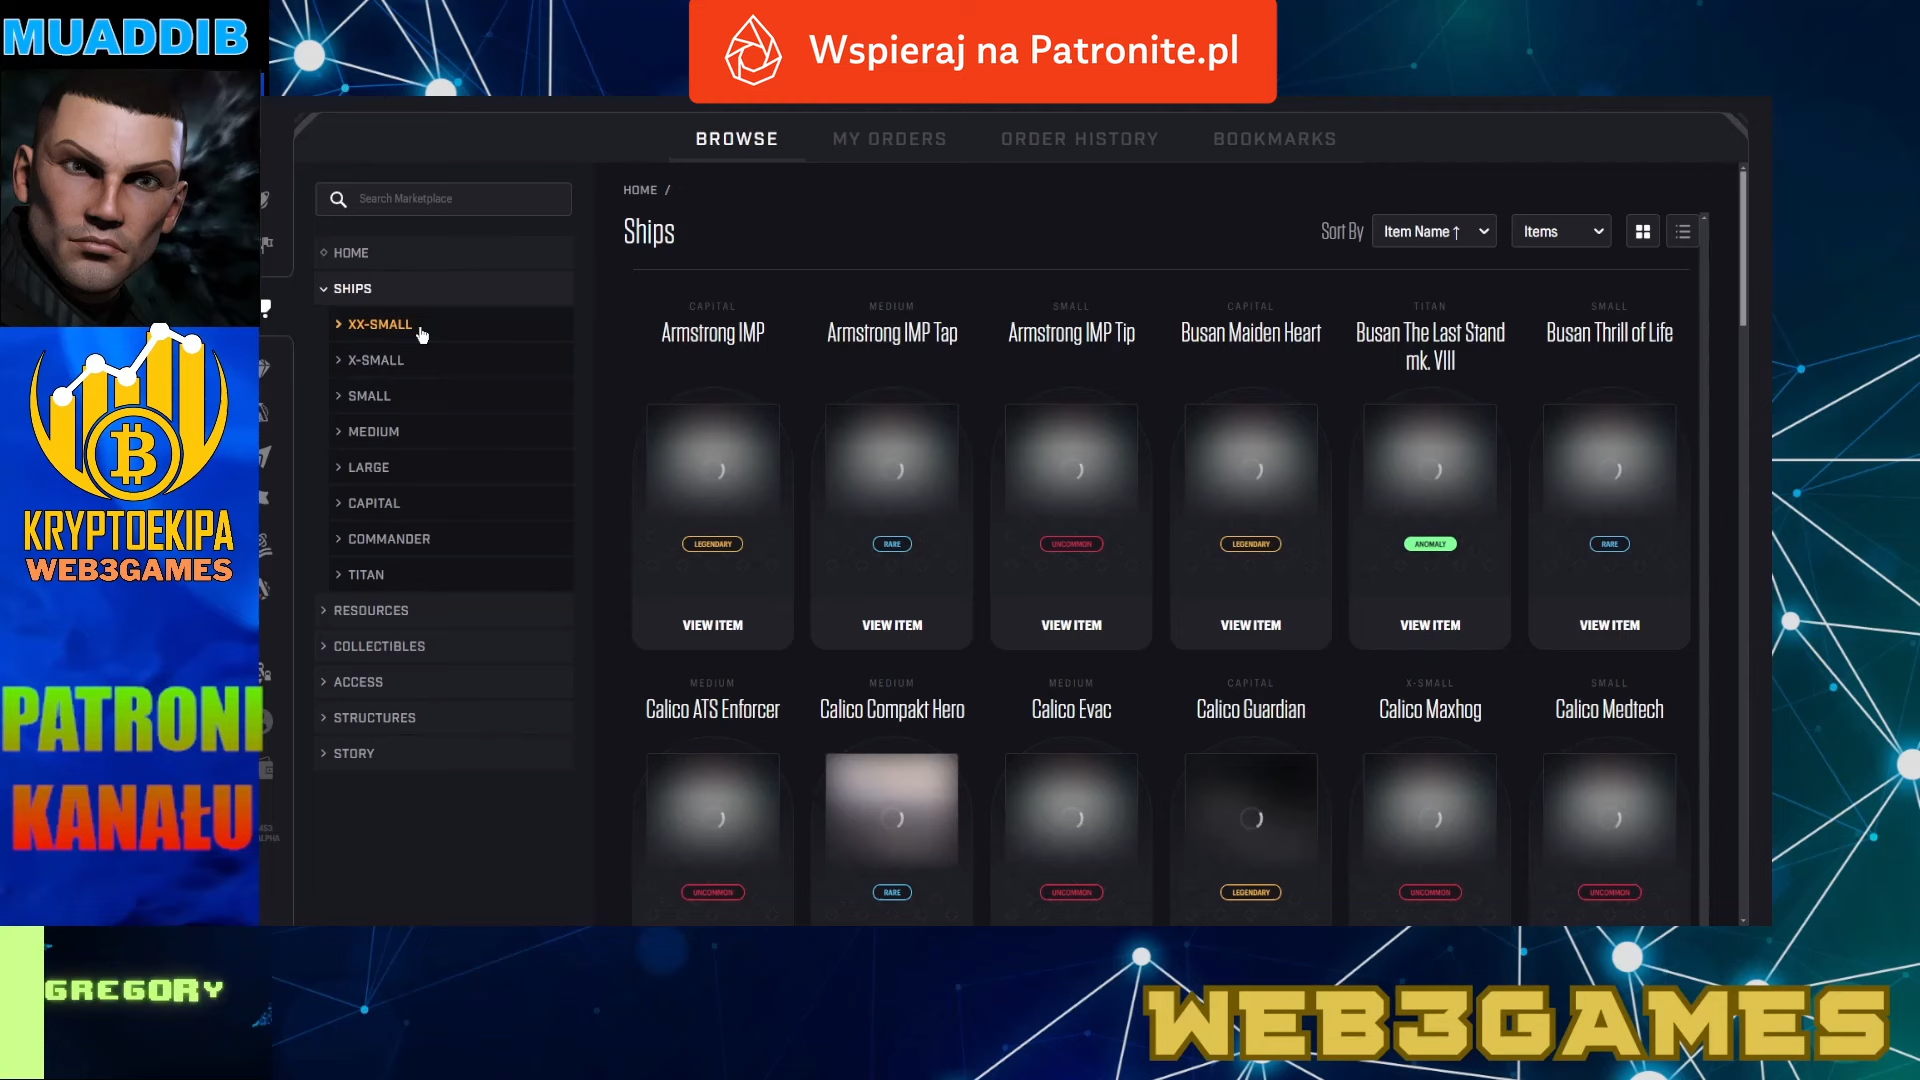 MUADDIB
Wspieraj na Patronite.pl
BROWSE
MY ORDERS
ORDER HISTORY
BOOKMARKS
Search Marketplace
HOME
SHIPS
XX-SMALL
X-SMALL
SMALL
MEDIUM
LARGE
CAPITAL
COMMANDER
TITAN
RESOURCES
COLLECTIBLES
ACCESS
STRUCTURES
STORY
HOME /
Ships
Sort By
Item Name ↑
Items
CAPITAL
Armstrong IMP
LEGENDARY
VIEW ITEM
MEDIUM
Armstrong IMP Tap
RARE
VIEW ITEM
SMALL
Armstrong IMP Tip
UNCOMMON
VIEW ITEM
CAPITAL
Busan Maiden Heart
LEGENDARY
VIEW ITEM
TITAN
Busan The Last Stand
mk. VIII
ANOMALY
VIEW ITEM
SMALL
Busan Thrill of Life
RARE
VIEW ITEM
MEDIUM
Calico ATS Enforcer
UNCOMMON
MEDIUM
Calico Compakt Hero
RARE
MEDIUM
Calico Evac
UNCOMMON
CAPITAL
Calico Guardian
LEGENDARY
X-SMALL
Calico Maxhog
UNCOMMON
SMALL
Calico Medtech
UNCOMMON
KRYPTOEKIPA
WEB3GAMES
PATRONI
KANAŁU
GREGORY
WEB3GAMES